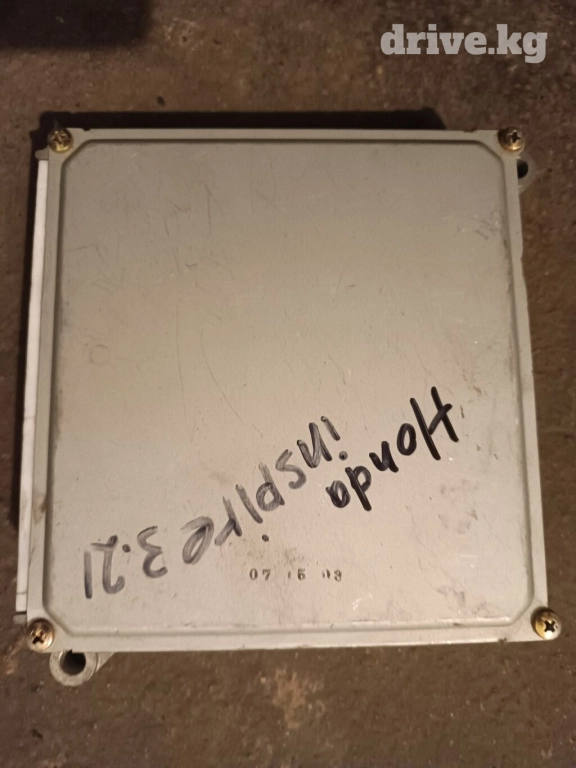 drive.kg
Honda
inspire 3.2l
07 15 03